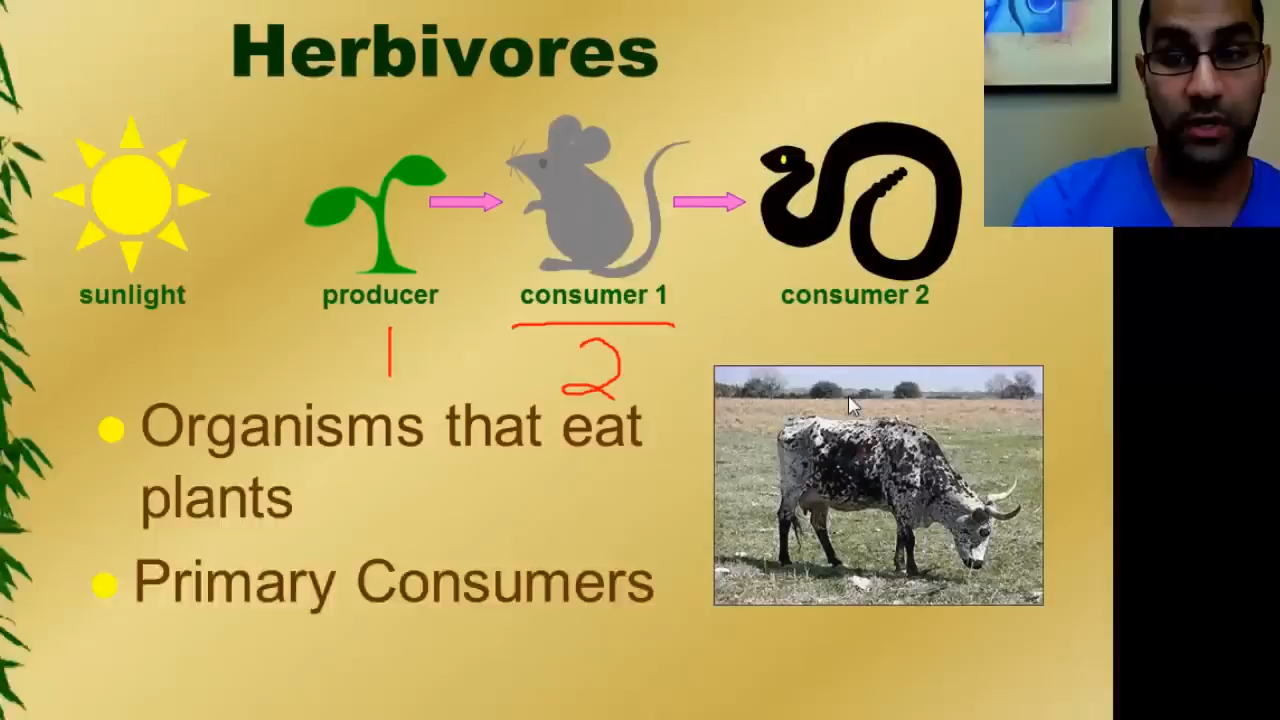 Herbivores
sunlight
producer
consumer 1
consumer 2
1
2
Organisms that eat
plants
Primary Consumers